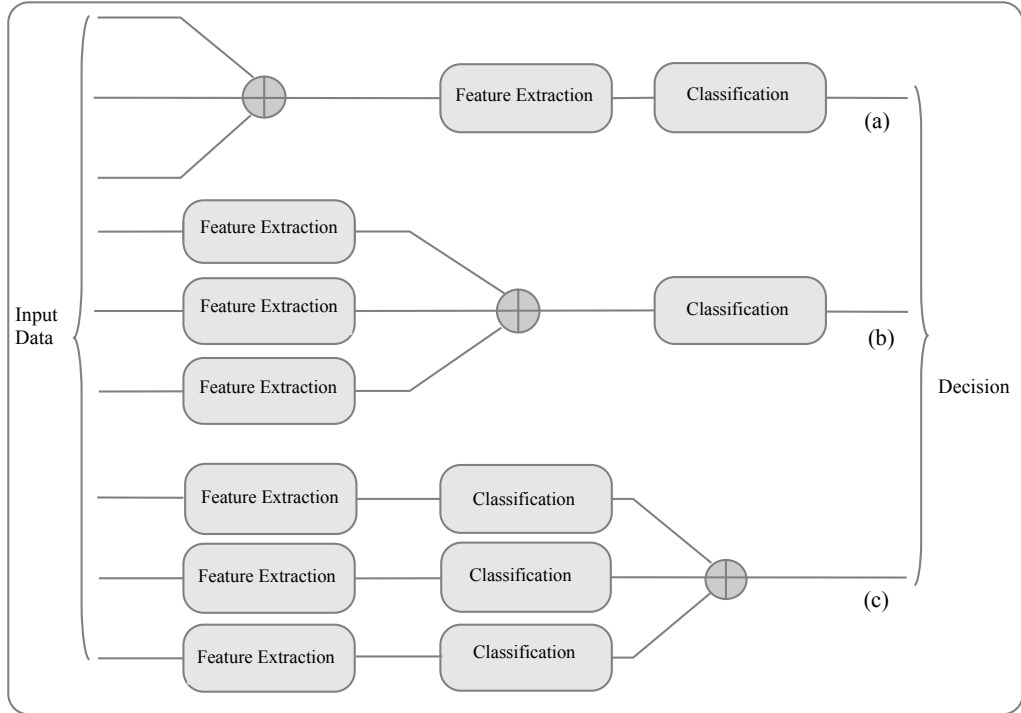 Feature Extraction
Classification
(a)
Feature Extraction
Feature Extraction
Classification
Input
Data
(b)
Feature Extraction
Decision
Feature Extraction
Classification
Feature Extraction
Classification
(c)
Feature Extraction
Classification